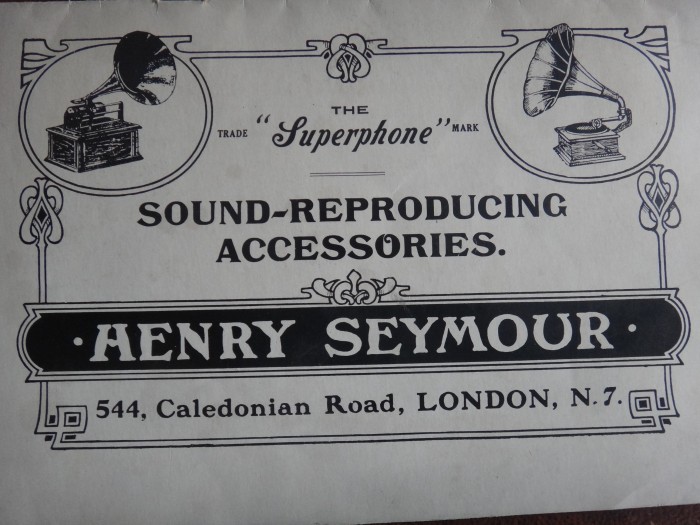 THE
TRADE "Superphone" MARK
SOUND-REPRODUCING
ACCESSORIES.
·HENRY SEYMOUR·
544, Caledonian Road, LONDON, N.7.